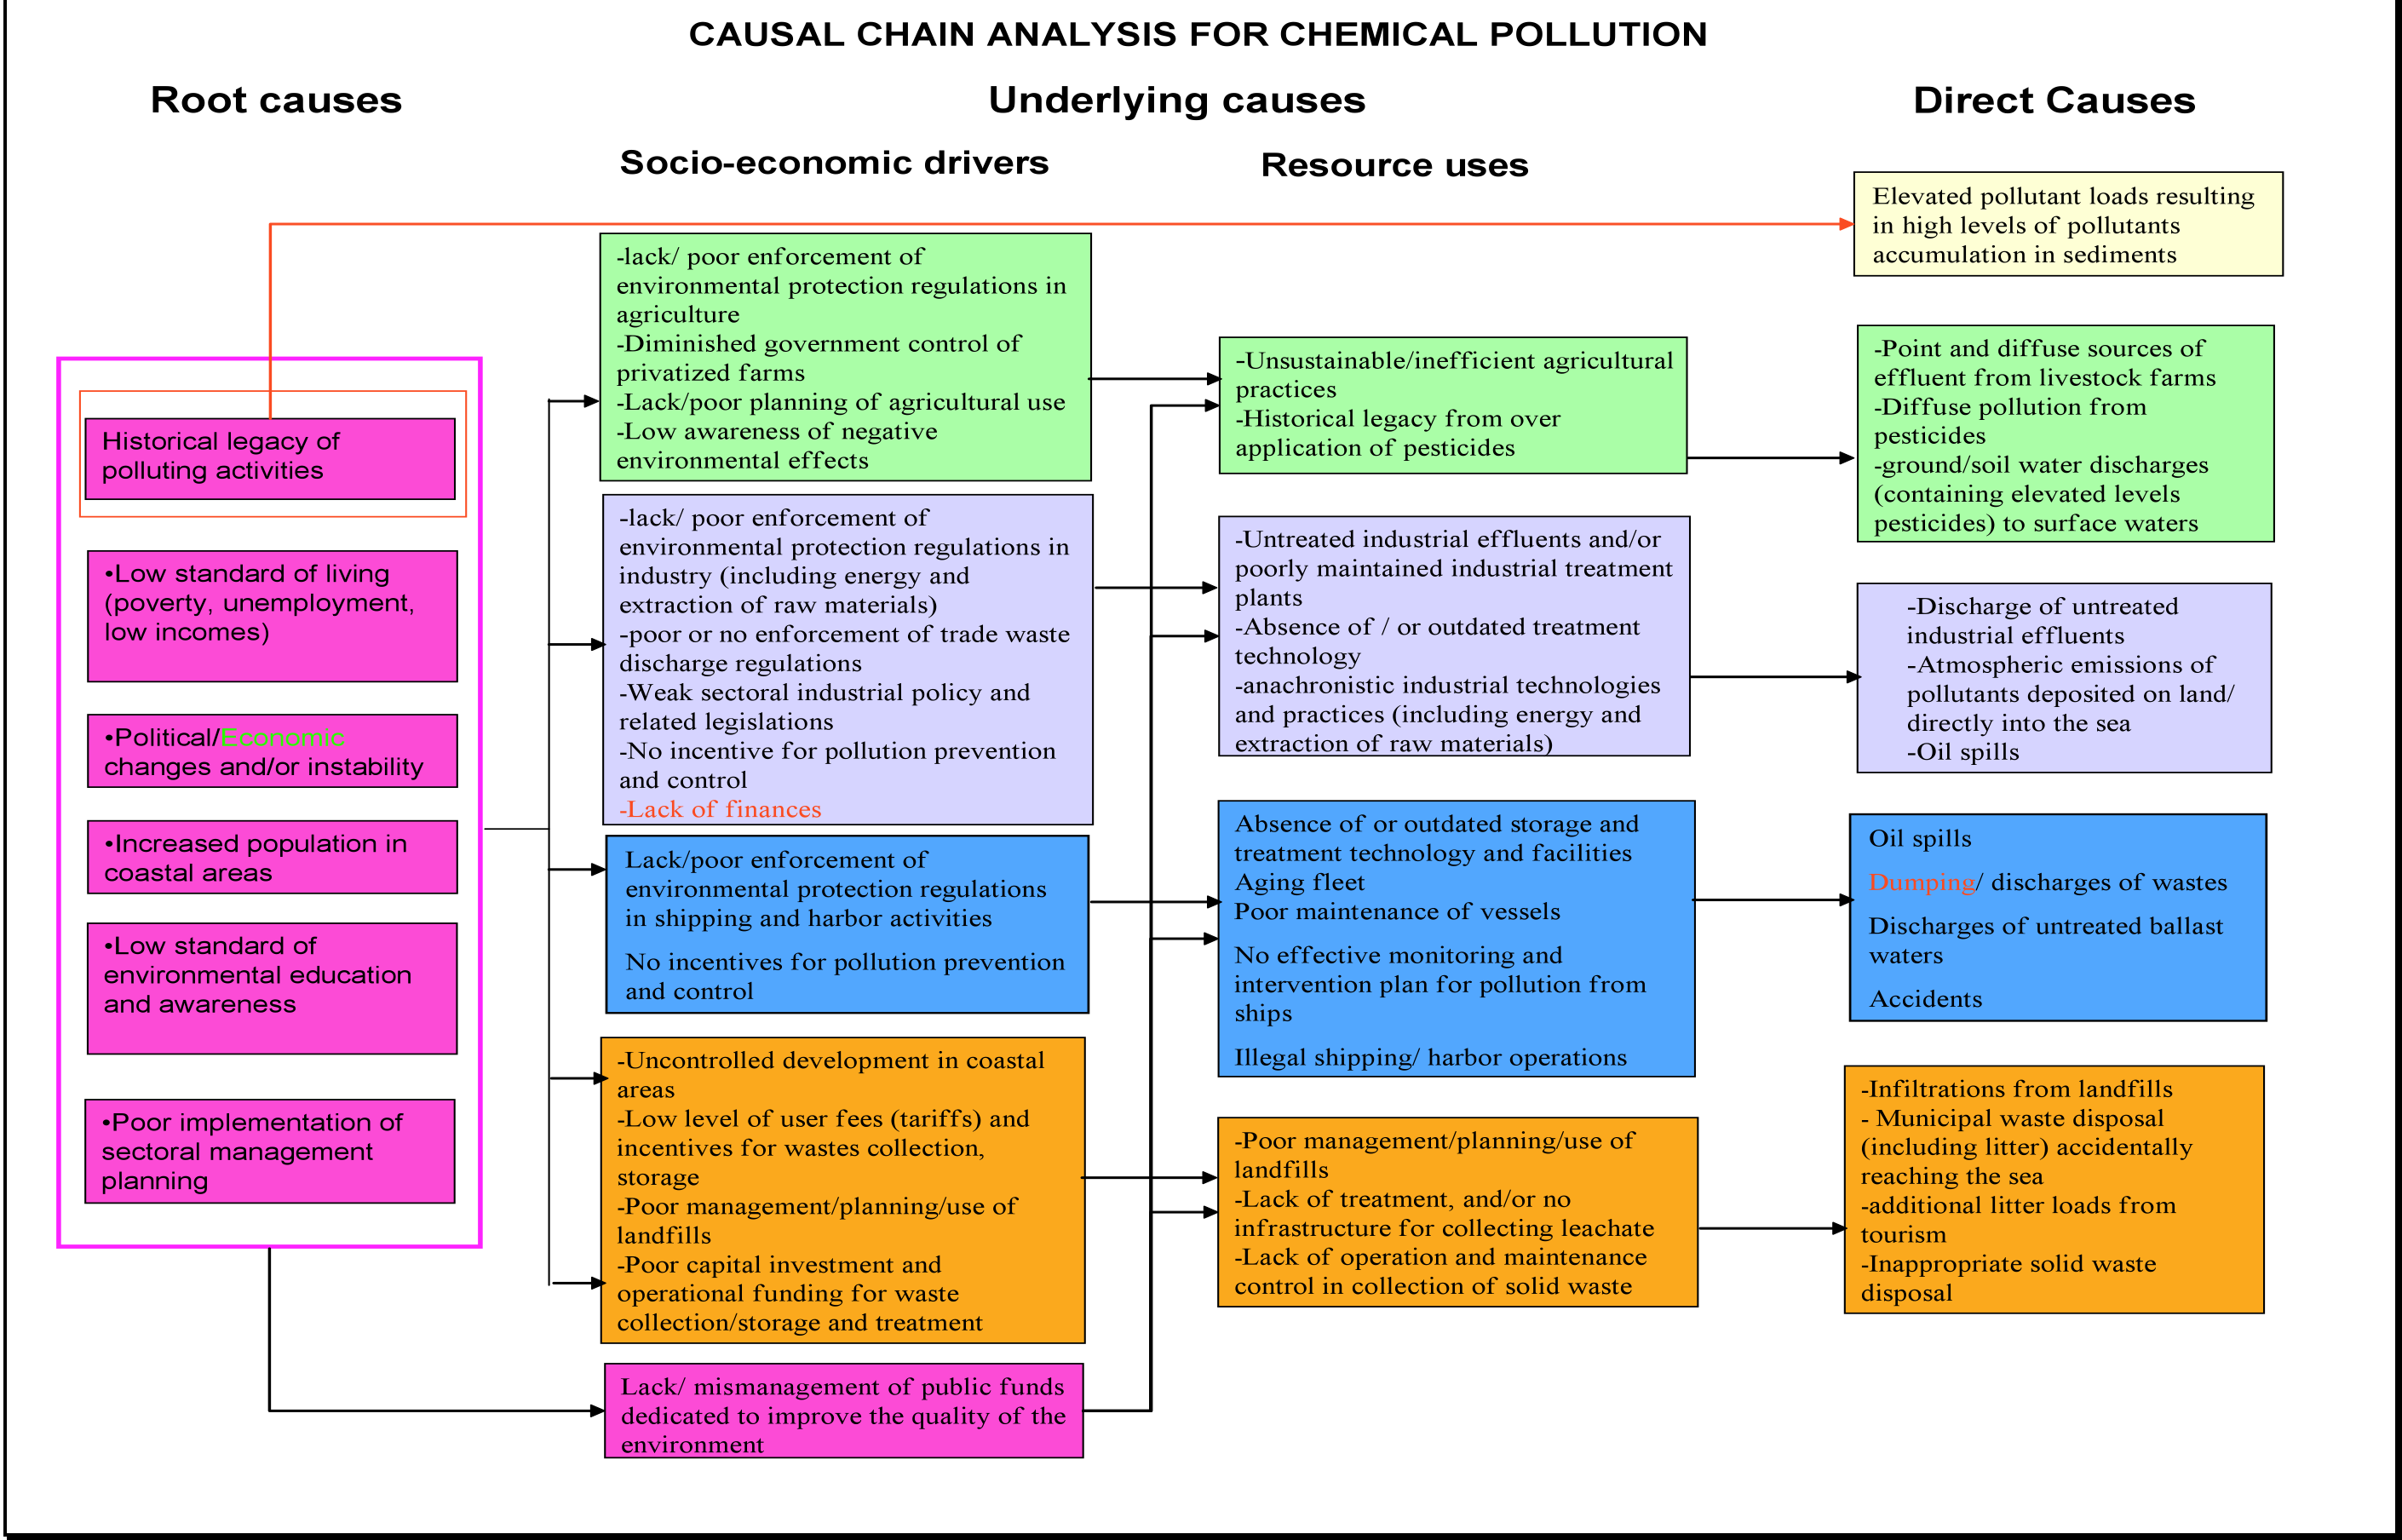 CAUSAL CHAIN ANALYSIS FOR CHEMICAL POLLUTION
Root causes
Underlying causes
Direct Causes
Socio-economic drivers
Resource uses
Historical legacy of
polluting activities
•Low standard of living
(poverty, unemployment,
low incomes)
•Political/Economic
changes and/or instability
•Increased population in
coastal areas
•Low standard of
environmental education
and awareness
•Poor implementation of
sectoral management
planning
-lack/ poor enforcement of
environmental protection regulations in
agriculture
-Diminished government control of
privatized farms
-Lack/poor planning of agricultural use
-Low awareness of negative
environmental effects
-lack/ poor enforcement of
environmental protection regulations in
industry (including energy and
extraction of raw materials)
-poor or no enforcement of trade waste
discharge regulations
-Weak sectoral industrial policy and
related legislations
-No incentive for pollution prevention
and control
-Lack of finances
Lack/poor enforcement of
environmental protection regulations
in shipping and harbor activities
No incentives for pollution prevention
and control
-Uncontrolled development in coastal
areas
-Low level of user fees (tariffs) and
incentives for wastes collection,
storage
-Poor management/planning/use of
landfills
-Poor capital investment and
operational funding for waste
collection/storage and treatment
Lack/ mismanagement of public funds
dedicated to improve the quality of the
environment
-Unsustainable/inefficient agricultural
practices
-Historical legacy from over
application of pesticides
-Untreated industrial effluents and/or
poorly maintained industrial treatment
plants
-Absence of / or outdated treatment
technology
-anachronistic industrial technologies
and practices (including energy and
extraction of raw materials)
Absence of or outdated storage and
treatment technology and facilities
Aging fleet
Poor maintenance of vessels
No effective monitoring and
intervention plan for pollution from
ships
Illegal shipping/ harbor operations
-Poor management/planning/use of
landfills
-Lack of treatment, and/or no
infrastructure for collecting leachate
-Lack of operation and maintenance
control in collection of solid waste
Elevated pollutant loads resulting
in high levels of pollutants
accumulation in sediments
-Point and diffuse sources of
effluent from livestock farms
-Diffuse pollution from
pesticides
-ground/soil water discharges
(containing elevated levels
pesticides) to surface waters
-Discharge of untreated
industrial effluents
-Atmospheric emissions of
pollutants deposited on land/
directly into the sea
-Oil spills
Oil spills
Dumping/ discharges of wastes
Discharges of untreated ballast
waters
Accidents
-Infiltrations from landfills
- Municipal waste disposal
(including litter) accidentally
reaching the sea
-additional litter loads from
tourism
-Inappropriate solid waste
disposal